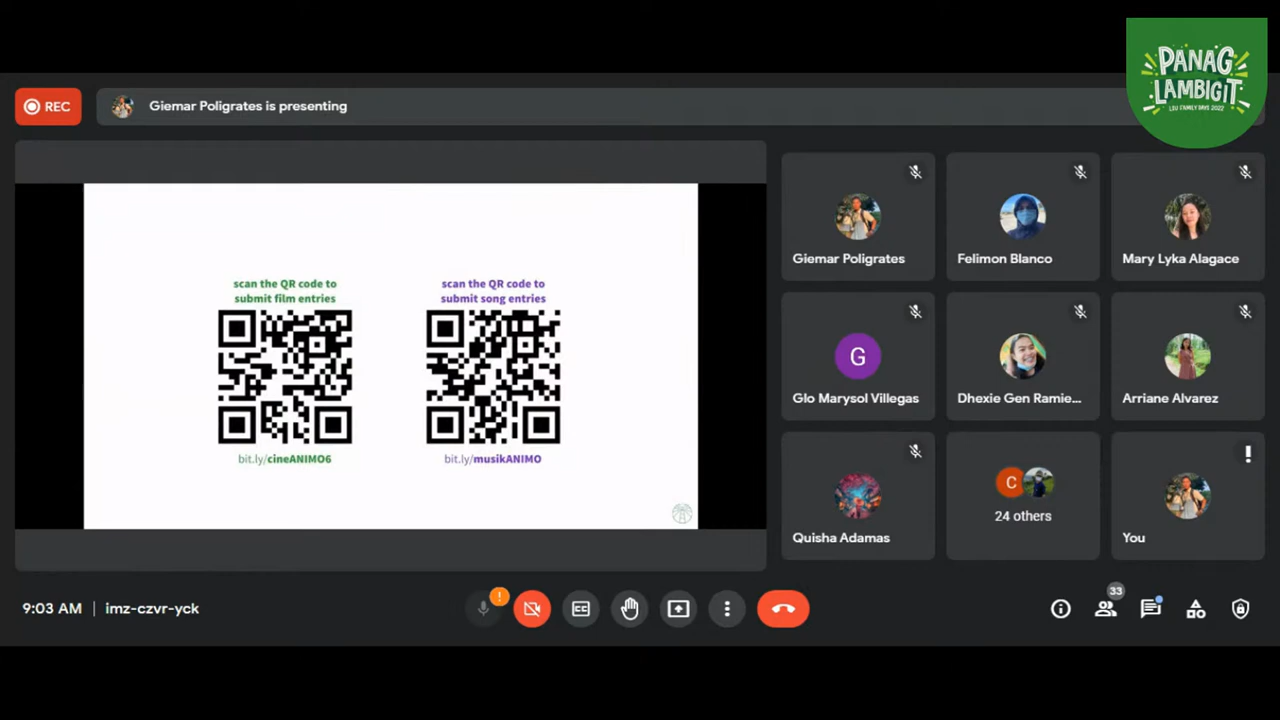 PANAG
LAMBIGIT
LSU FAMILY DAYS 2022
REC
Giemar Poligrates is presenting
scan the QR code to
submit film entries
bit.ly/cineANIMO6
scan the QR code to
submit song entries
bit.ly/musikANIMO
Giemar Poligrates
Felimon Blanco
Mary Lyka Alagace
G
Glo Marysol Villegas
Dhexie Gen Ramie...
Arriane Alvarez
Quisha Adamas
C
24 others
You
9:03 AM | imz-czvr-yck
CC
33